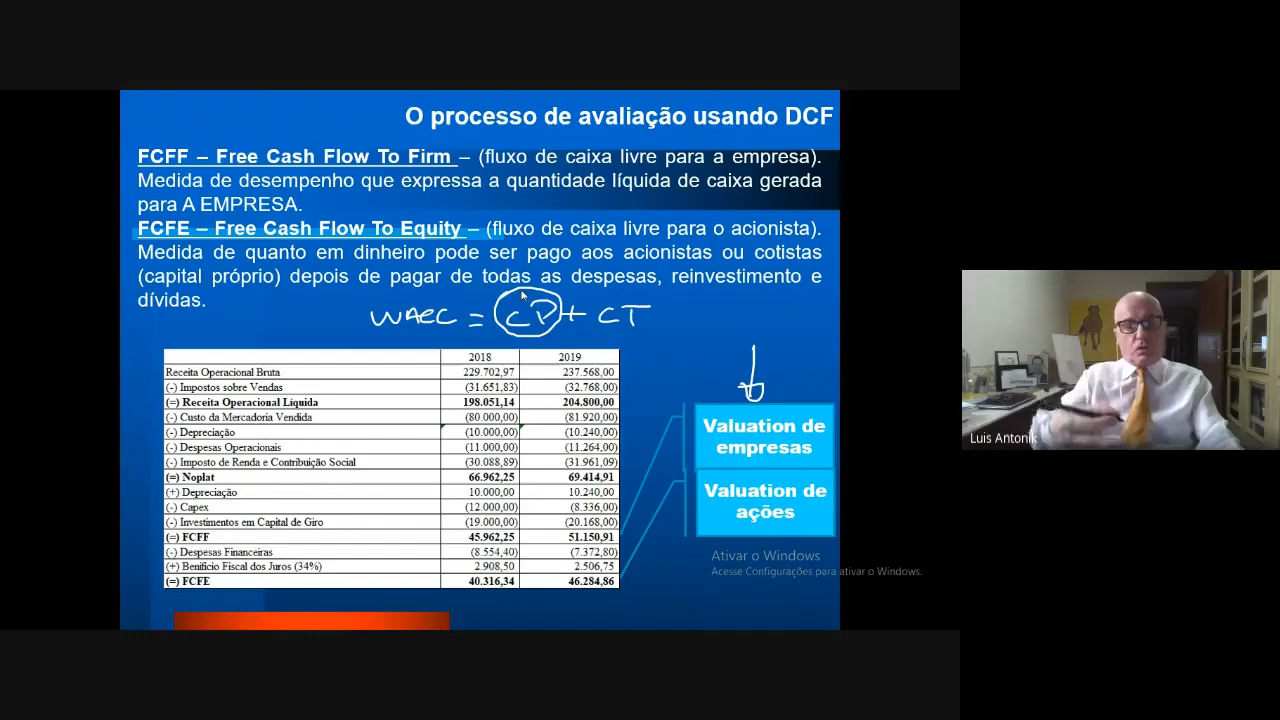 O processo de avaliação usando DCF
FCFF – Free Cash Flow To Firm – (fluxo de caixa livre para a empresa).
Medida de desempenho que expressa a quantidade líquida de caixa gerada
para A EMPRESA.
FCFE – Free Cash Flow To Equity – (fluxo de caixa livre para o acionista).
Medida de quanto em dinheiro pode ser pago aos acionistas ou cotistas
(capital próprio) depois de pagar de todas as despesas, reinvestimento e
dívidas.
WACC = CP + CT
2018 2019
Receita Operacional Bruta 229.702,97 237.568,00
(-) Impostos sobre Vendas (31.651,83) (32.768,00)
(=) Receita Operacional Líquida 198.051,14 204.800,00
(-) Custo da Mercadoria Vendida (80.000,00) (81.920,00)
(-) Depreciação (10.000,00) (10.240,00)
(-) Despesas Operacionais (11.000,00) (11.264,00)
(-) Imposto de Renda e Contribuição Social (30.088,89) (31.961,09)
(=) Noplat 66.962,25 69.414,91
(+) Depreciação 10.000,00 10.240,00
(-) Capex (12.000,00) (8.336,00)
(-) Investimentos em Capital de Giro (19.000,00) (20.168,00)
(=) FCFF 45.962,25 51.150,91
(-) Despesas Financeiras (8.554,40) (7.372,80)
(+) Benifício Fiscal dos Juros (34%) 2.908,50 2.506,75
(=) FCFE 40.316,34 46.284,86
Valuation de
empresas
Valuation de
ações
Ativar o Windows
Acesse Configurações para ativar o Windows.
Luis Antonik